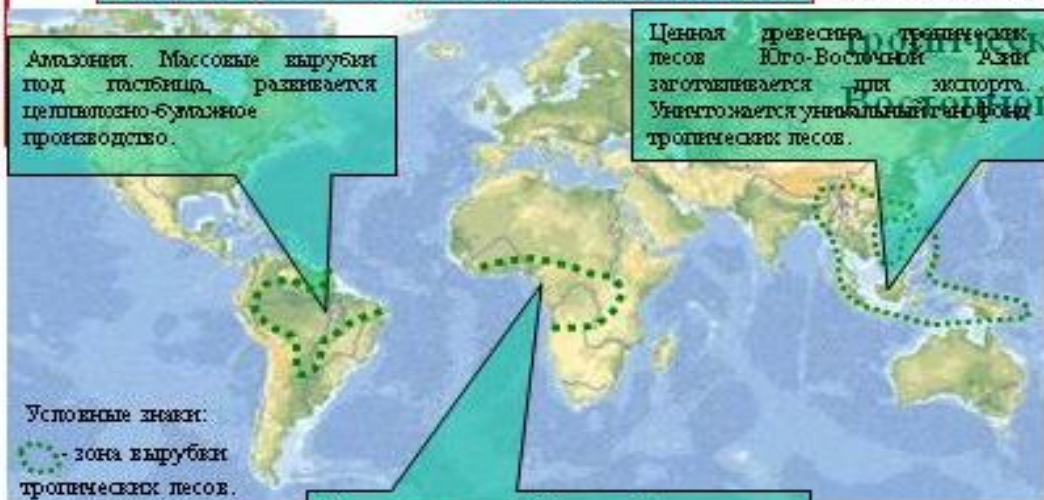 Амазония. Массовые вырубки
под пастбища, развивается
целлюлозно-бумажное
производство.
Ценная древесина тропических
лесов Юго-Восточной Азии
заготавливается для экспорта.
Уничтожается уникальный генофонд
тропических лесов.
Условные знаки:
- зона вырубки
тропических лесов.